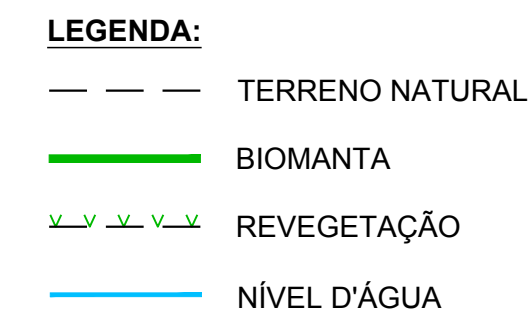 LEGENDA:
TERRENO NATURAL
BIOMANTA
REVEGETAÇÃO
NÍVEL D'ÁGUA